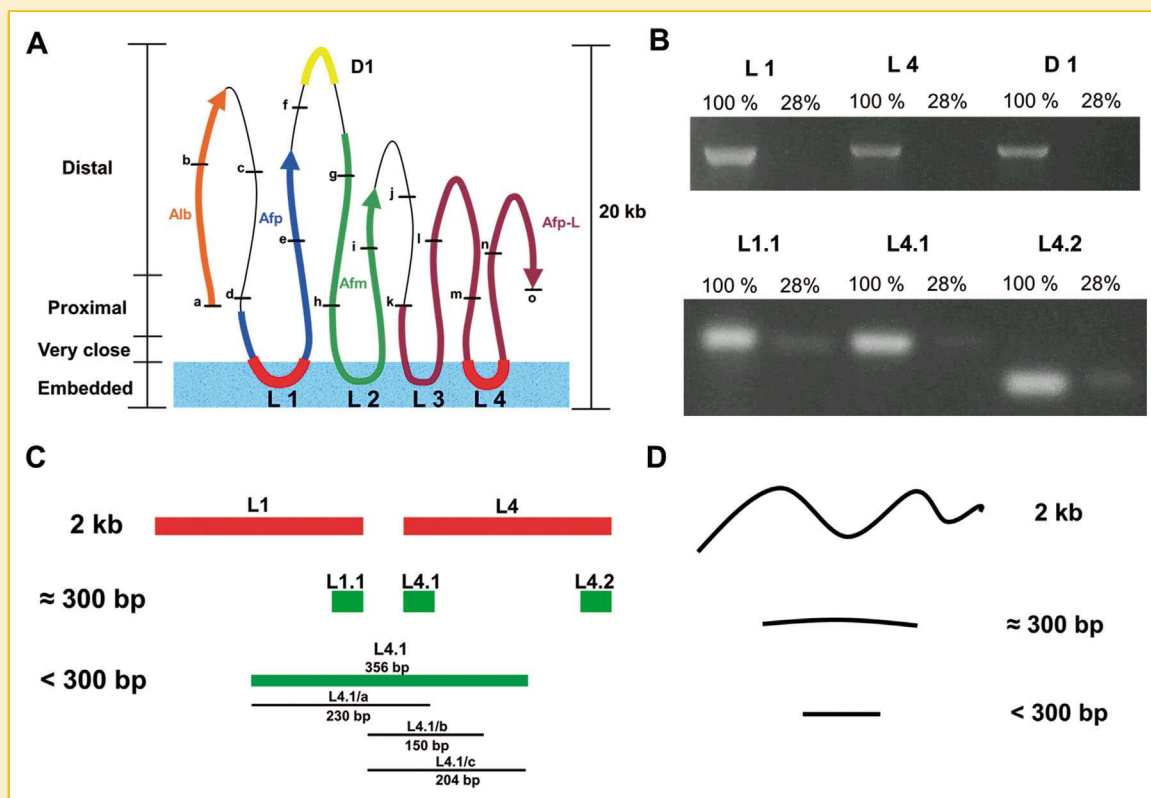 A
Distal
Proximal
Very close
Embedded
D1
f
b
c
g
j
Alb
Afp
Afp-L
e
i
l
n
Afm
a
d
h
k
m
o
L 1
L 2
L 3
L 4
20 kb
B
L 1 L 4 D 1
100 % 28% 100 % 28% 100 % 28%
L1.1 L4.1 L4.2
100 % 28% 100 % 28% 100 % 28%
C
L1 L4
2 kb
L1.1 L4.1 L4.2
≈ 300 bp
L4.1
356 bp
< 300 bp
L4.1/a
230 bp
L4.1/b
150 bp
L4.1/c
204 bp
D
2 kb
≈ 300 bp
< 300 bp